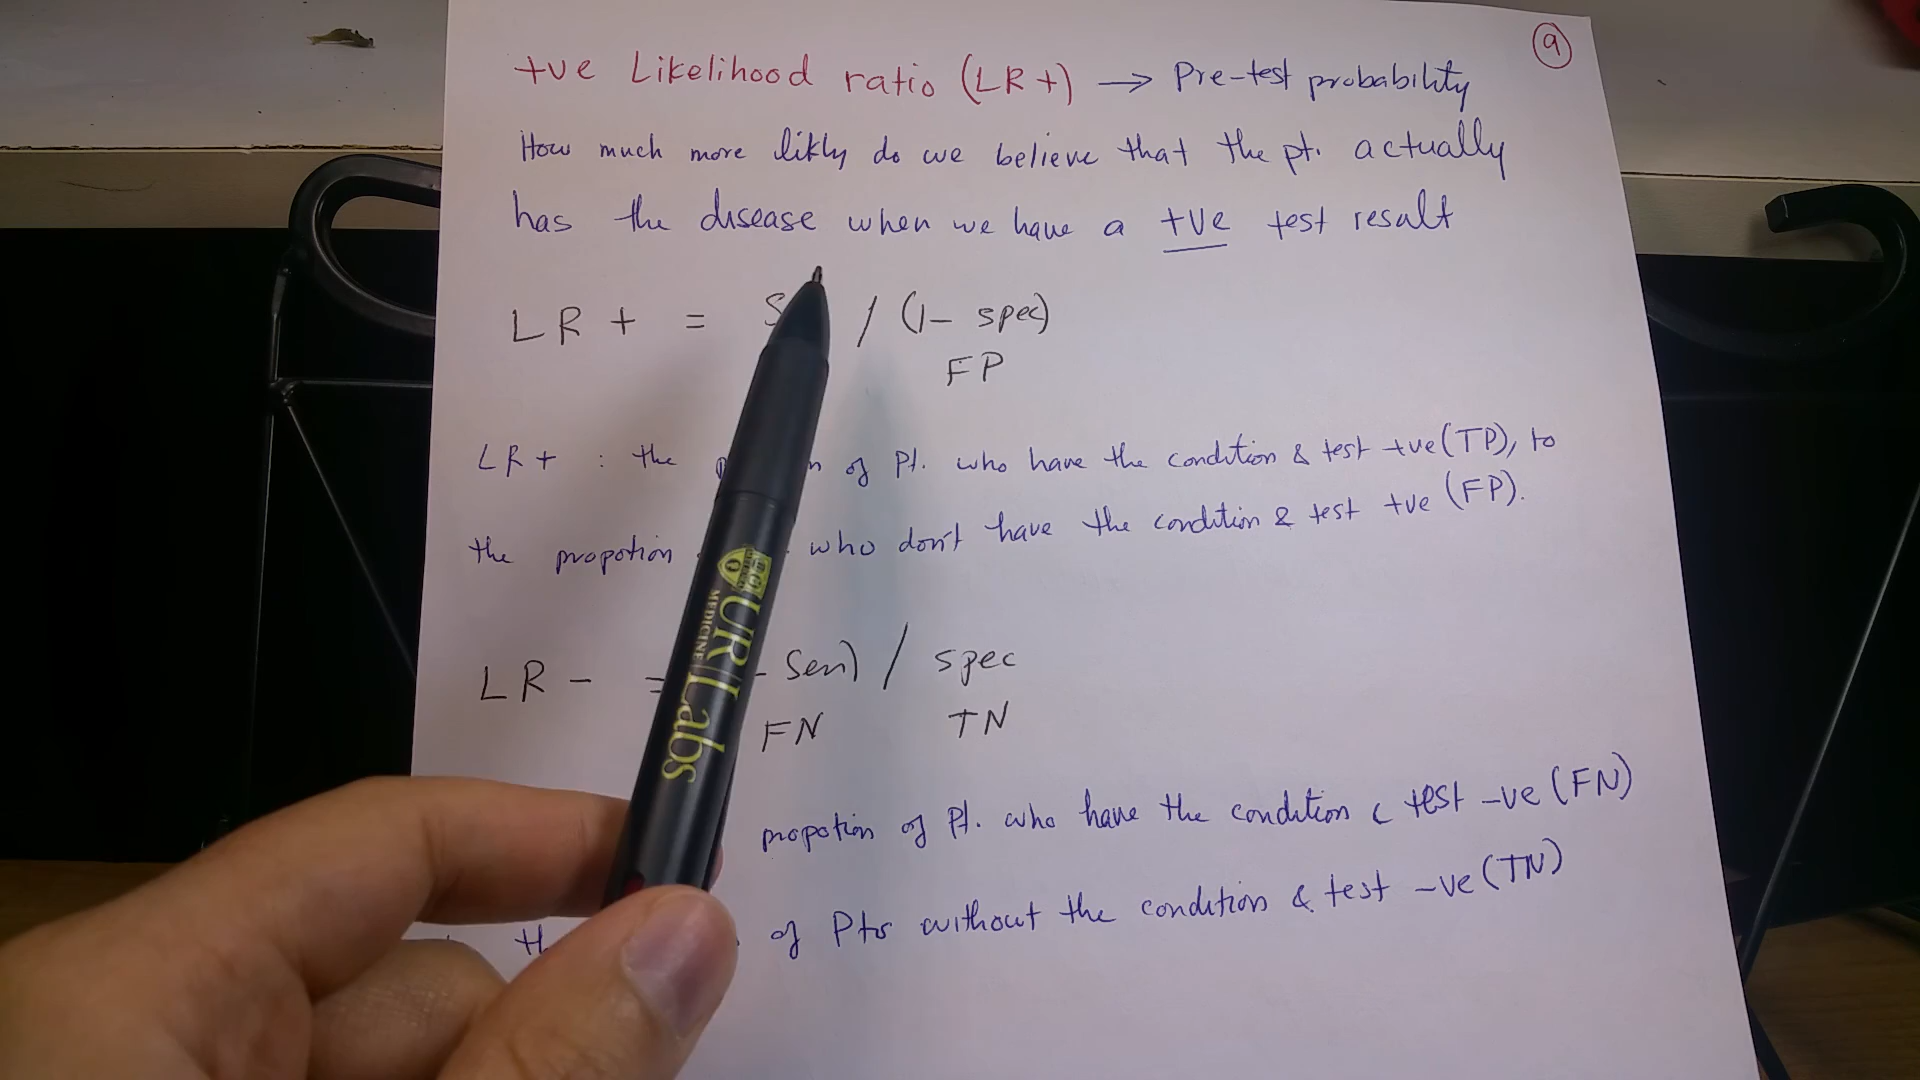 9
+ve Likelihood ratio (LR+) → Pre-test probability
How much more likly do we believe that the pt. actually
has the disease when we have a +ve test result
LR + = / (1- spec)
FP
LR+ : the of Pt. who have the condition & test +ve (TP), to
the propotion who don't have the condition & test +ve (FP).
LR - = - Sen) / spec
FN TN
propotion of Pt. who have the condition c test -ve (FN)
of Pts without the condition & test -ve (TN)
UR Labs
MEDICINE